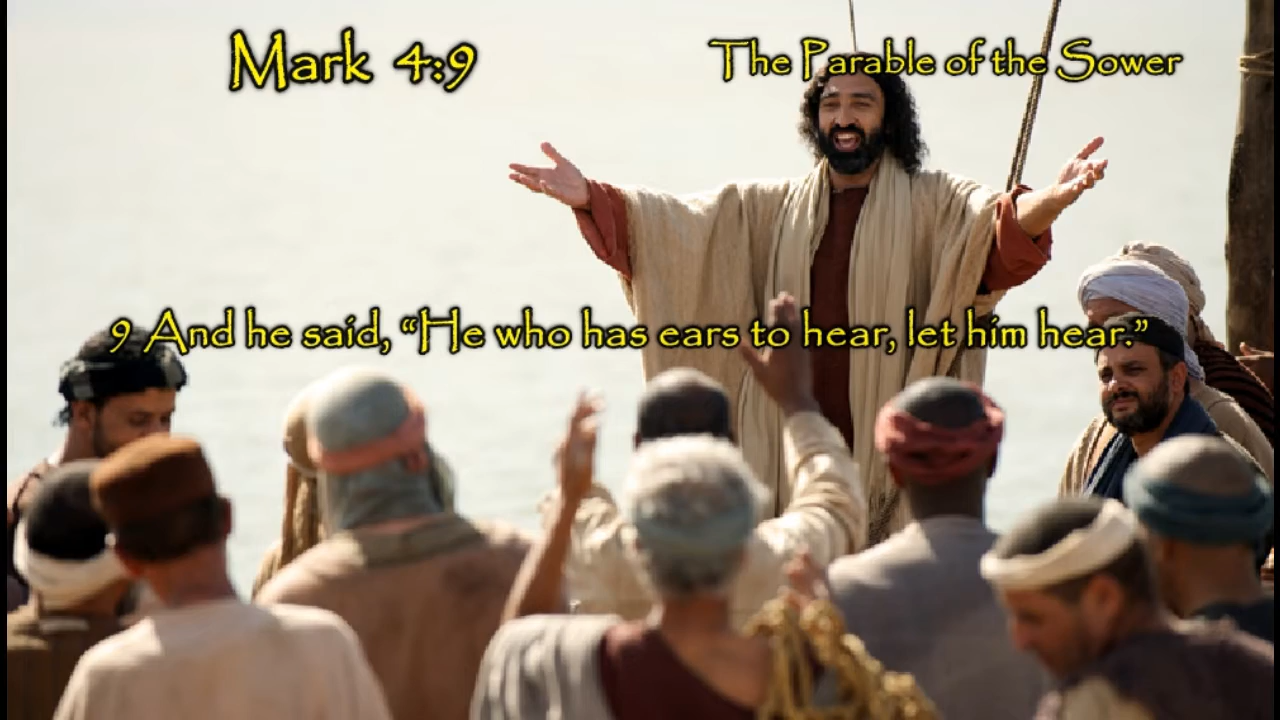 Mark 4:9
The Parable of the Sower
9 And he said, “He who has ears to hear, let him hear.”